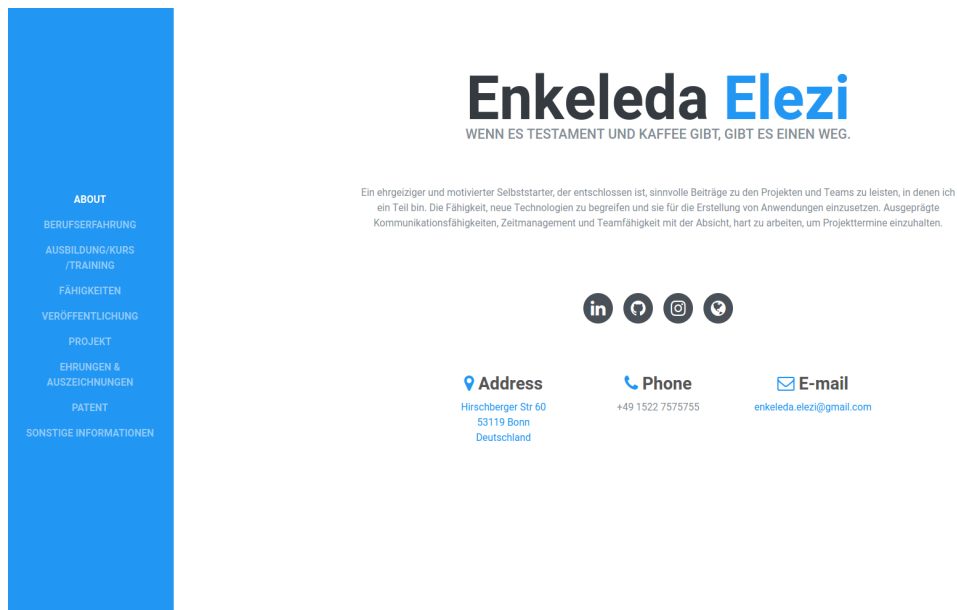 ABOUT
BERUFSERFAHRUNG
AUSBILDUNG/KURS
/TRAINING
FÄHIGKEITEN
VERÖFFENTLICHUNG
PROJEKT
EHRUNGEN &
AUSZEICHNUNGEN
PATENT
SONSTIGE INFORMATIONEN
Enkeleda Elezi
WENN ES TESTAMENT UND KAFFEE GIBT, GIBT ES EINEN WEG.
Ein ehrgeiziger und motivierter Selbststarter, der entschlossen ist, sinnvolle Beiträge zu den Projekten und Teams zu leisten, in denen ich
ein Teil bin. Die Fähigkeit, neue Technologien zu begreifen und sie für die Erstellung von Anwendungen einzusetzen. Ausgeprägte
Kommunikationsfähigkeiten, Zeitmanagement und Teamfähigkeit mit der Absicht, hart zu arbeiten, um Projekttermine einzuhalten.
in
Address
Hirschberger Str 60
53119 Bonn
Deutschland
Phone
+49 1522 7575755
E-mail
enkeleda.elezi@gmail.com